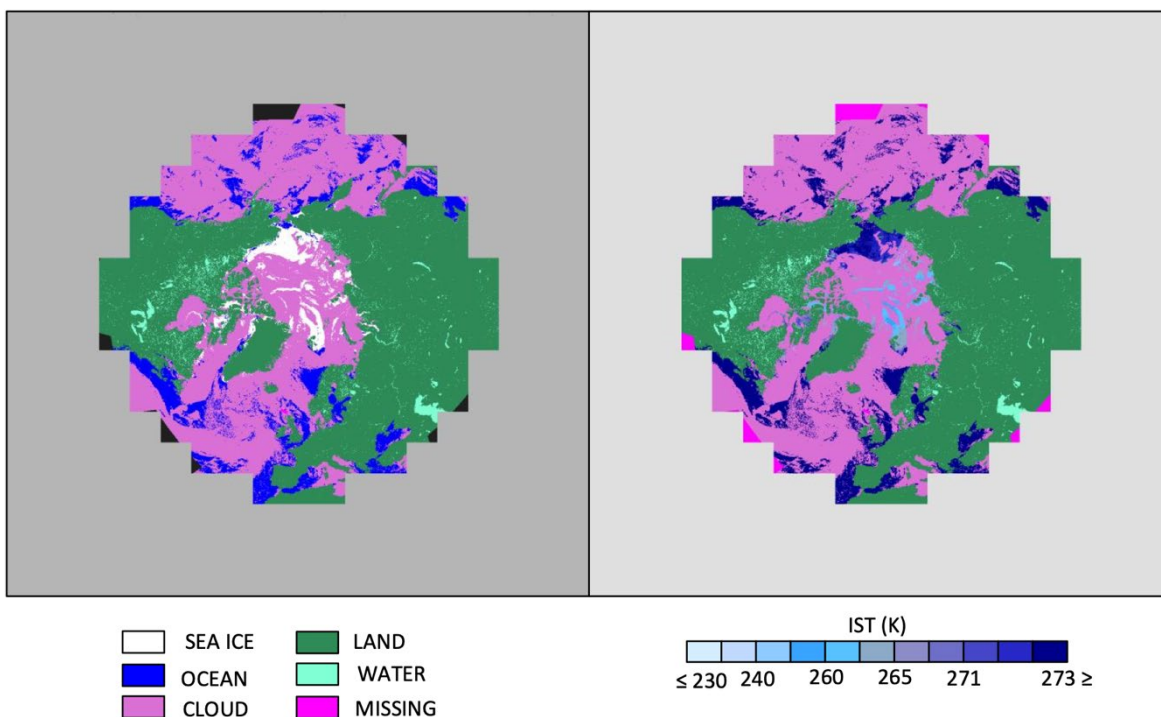 SEA ICE
LAND
OCEAN
WATER
CLOUD
MISSING
IST (K)
≤ 230 240 260 265 271 273 ≥